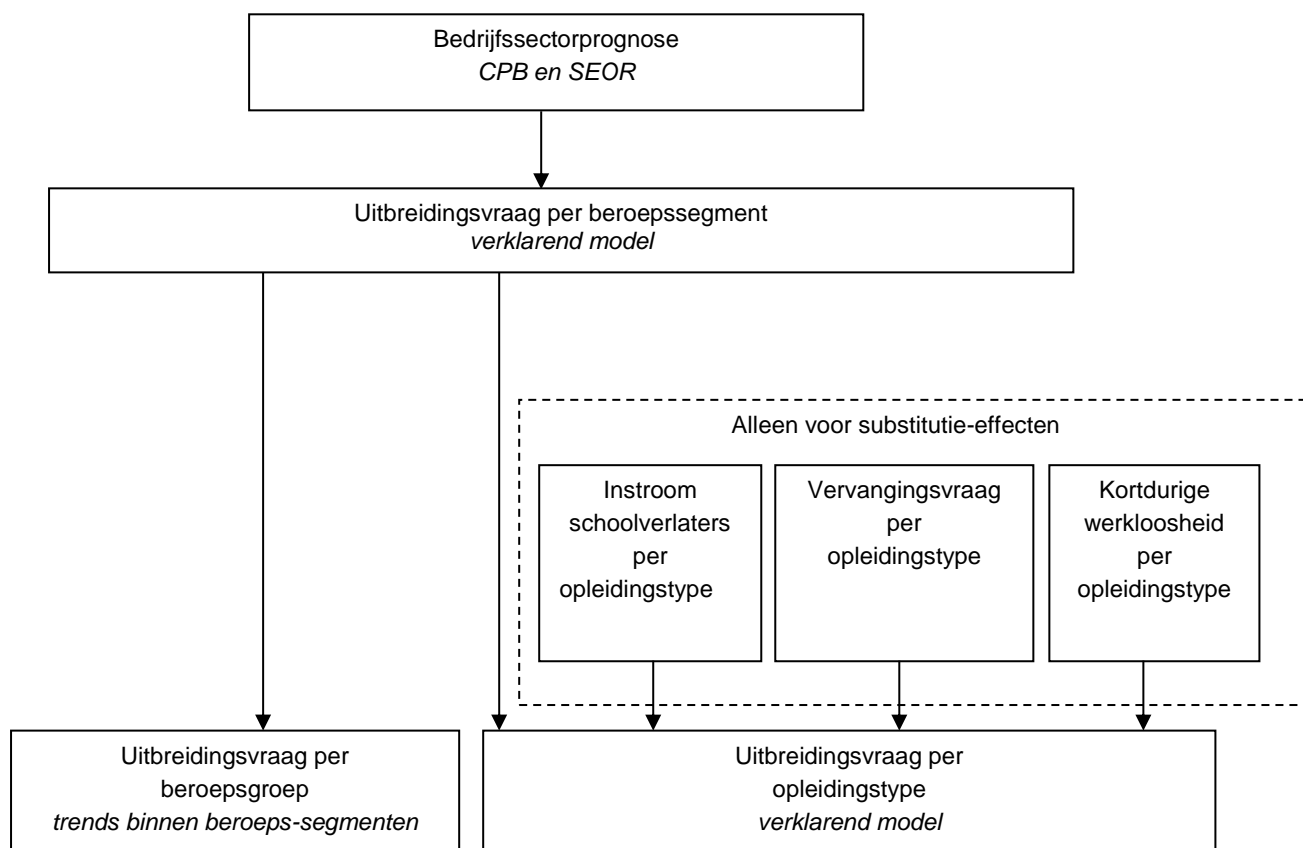 Bedrijfssectorprognose
CPB en SEOR
Uitbreidingsvraag per beroepssegment
verklarend model
Alleen voor substitutie-effecten
Instroom
schoolverlaters
per
opleidingstype
Vervangingsvraag
per
opleidingstype
Kortdurige
werkloosheid
per
opleidingstype
Uitbreidingsvraag per
beroepsgroep
trends binnen beroeps-segmenten
Uitbreidingsvraag per
opleidingstype
verklarend model